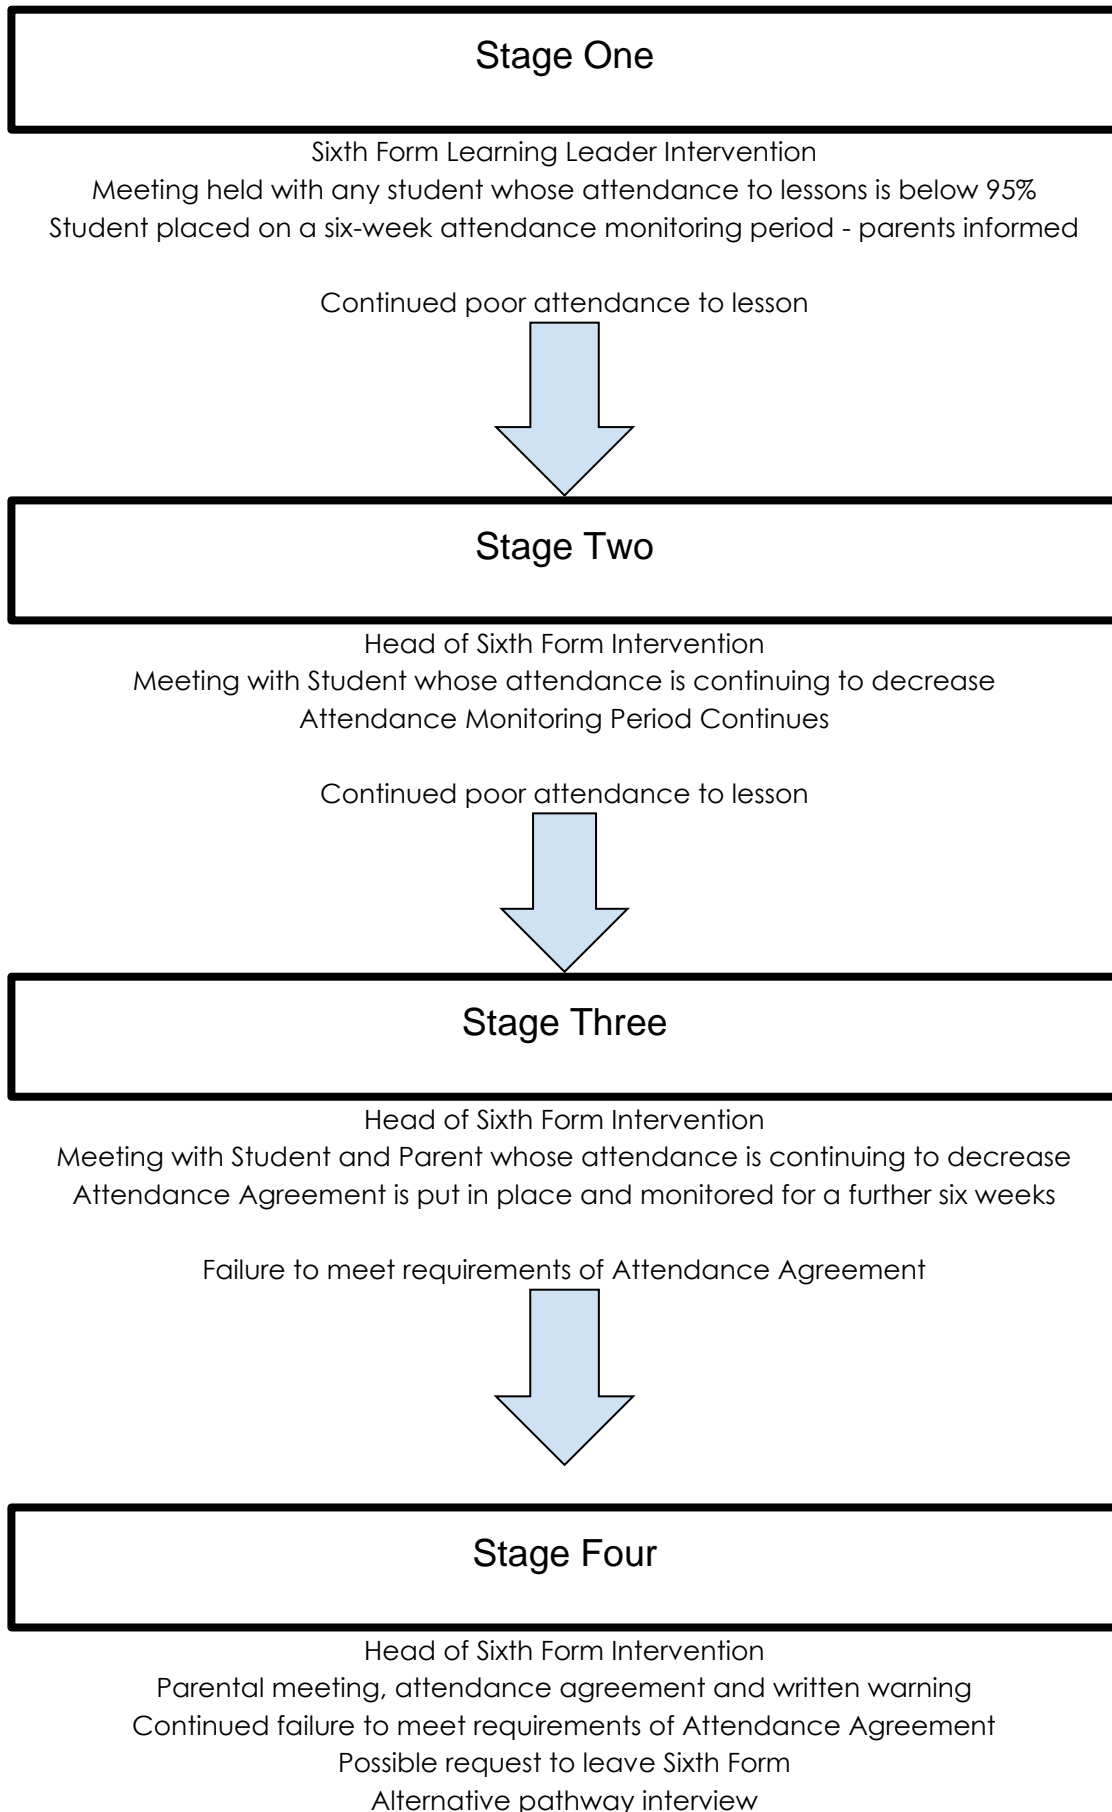 Stage One
Sixth Form Learning Leader Intervention
Meeting held with any student whose attendance to lessons is below 95%
Student placed on a six-week attendance monitoring period - parents informed
Continued poor attendance to lesson
Stage Two
Head of Sixth Form Intervention
Meeting with Student whose attendance is continuing to decrease
Attendance Monitoring Period Continues
Continued poor attendance to lesson
Stage Three
Head of Sixth Form Intervention
Meeting with Student and Parent whose attendance is continuing to decrease
Attendance Agreement is put in place and monitored for a further six weeks
Failure to meet requirements of Attendance Agreement
Stage Four
Head of Sixth Form Intervention
Parental meeting, attendance agreement and written warning
Continued failure to meet requirements of Attendance Agreement
Possible request to leave Sixth Form
Alternative pathway interview